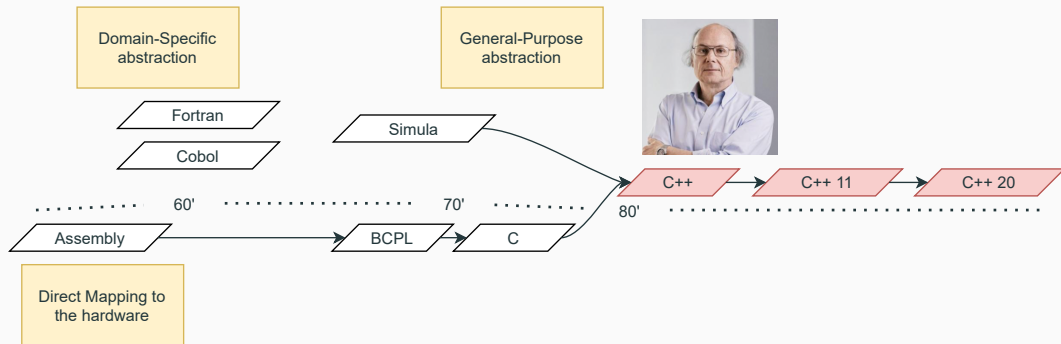 Domain-Specific
abstraction
General-Purpose
abstraction
Fortran
Simula
Cobol
C++
C++ 11
C++ 20
60'
70'
80'
Assembly
BCPL
C
Direct Mapping to
the hardware